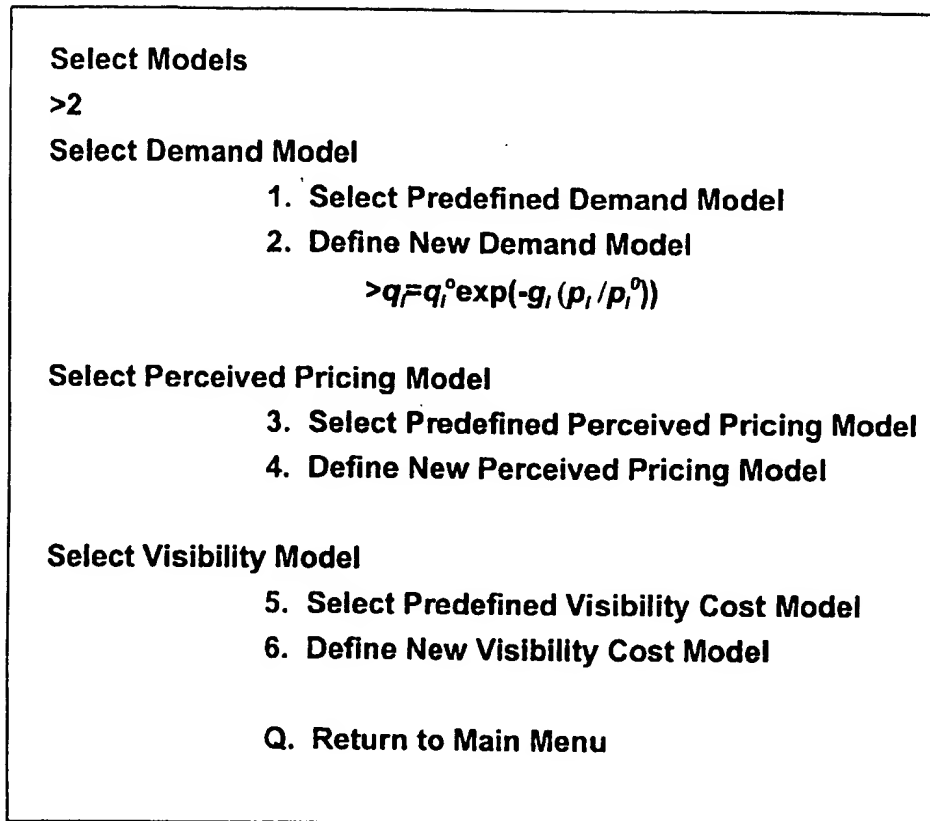 Select Models
>2
Select Demand Model
1. Select Predefined Demand Model
2. Define New Demand Model
>qᵢ=qᵢ⁰exp(-gᵢ (pᵢ /pᵢ⁰))
Select Perceived Pricing Model
3. Select Predefined Perceived Pricing Model
4. Define New Perceived Pricing Model
Select Visibility Model
5. Select Predefined Visibility Cost Model
6. Define New Visibility Cost Model
Q. Return to Main Menu